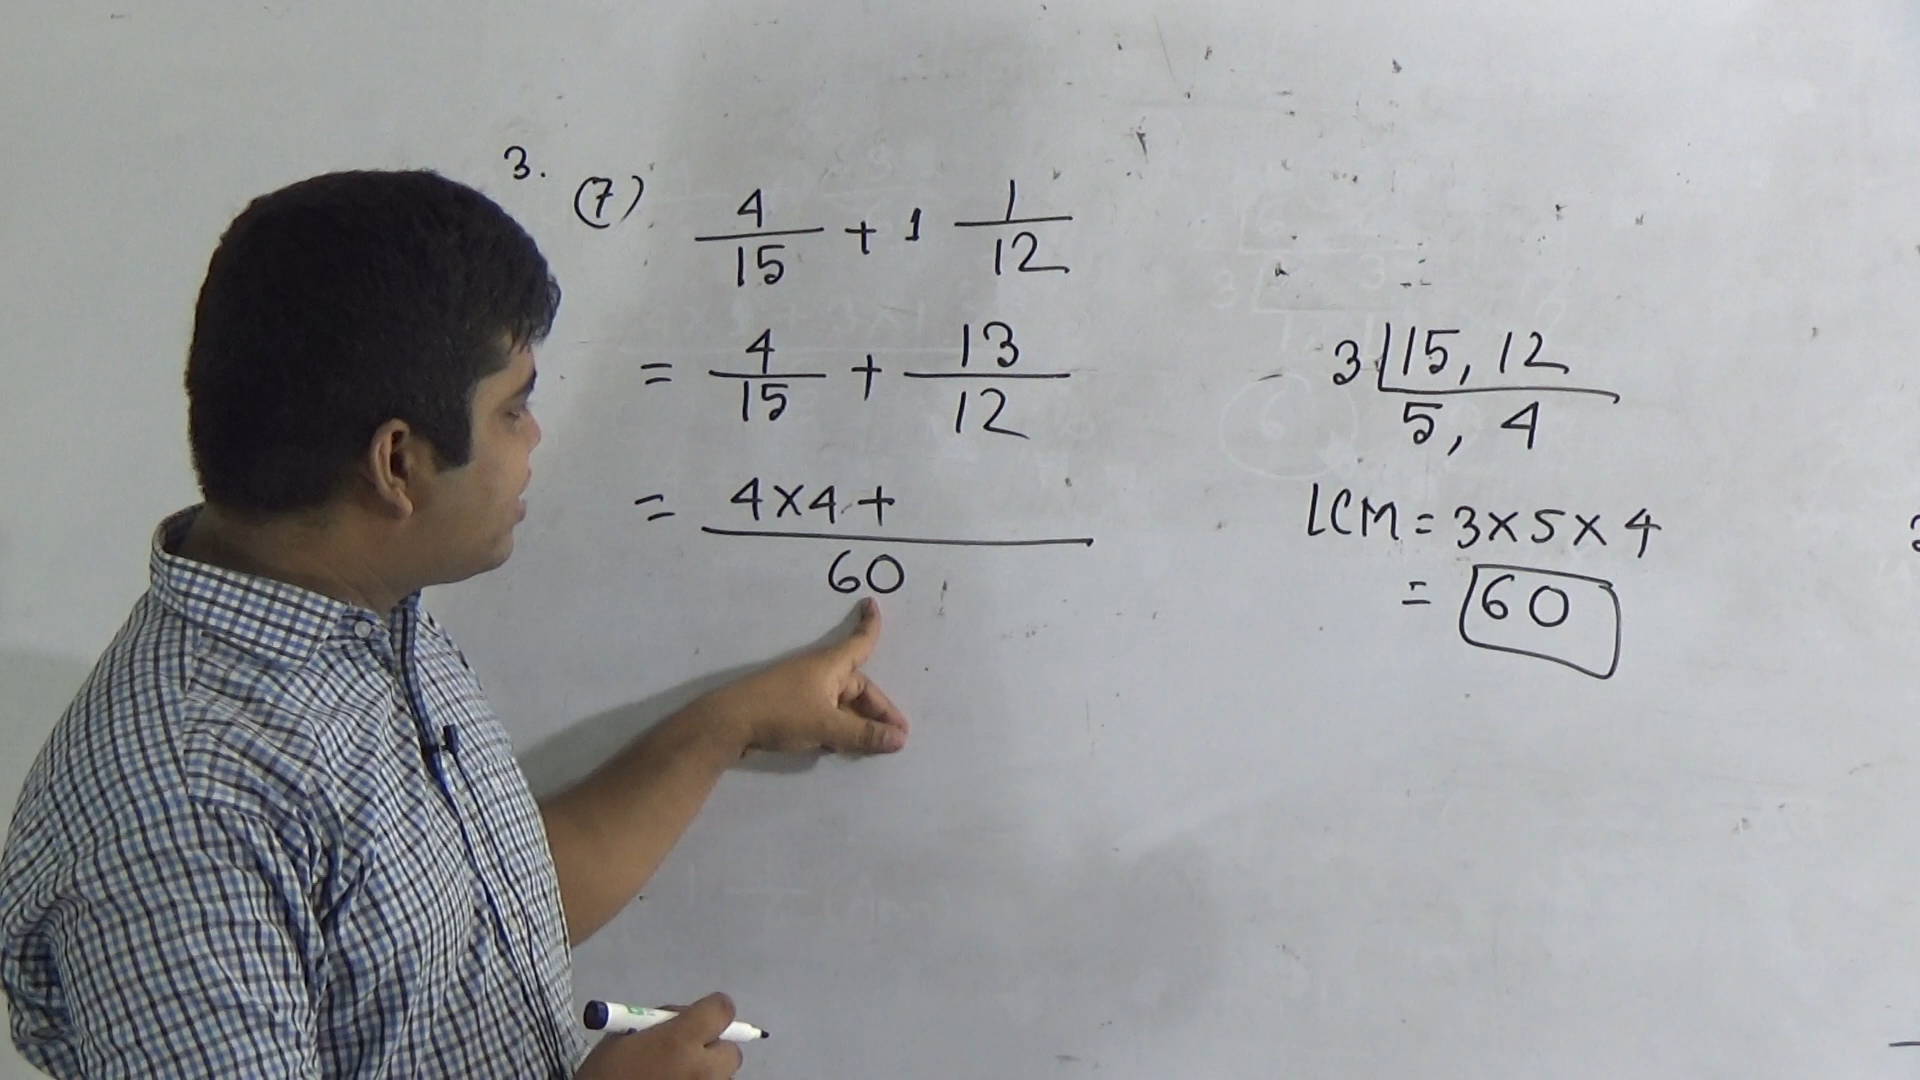 3. (7) 4/15 + 1 1/12
= 4/15 + 13/12
= 4×4+ / 60
3 | 15, 12
5, 4
LCM = 3×5×4
= 60